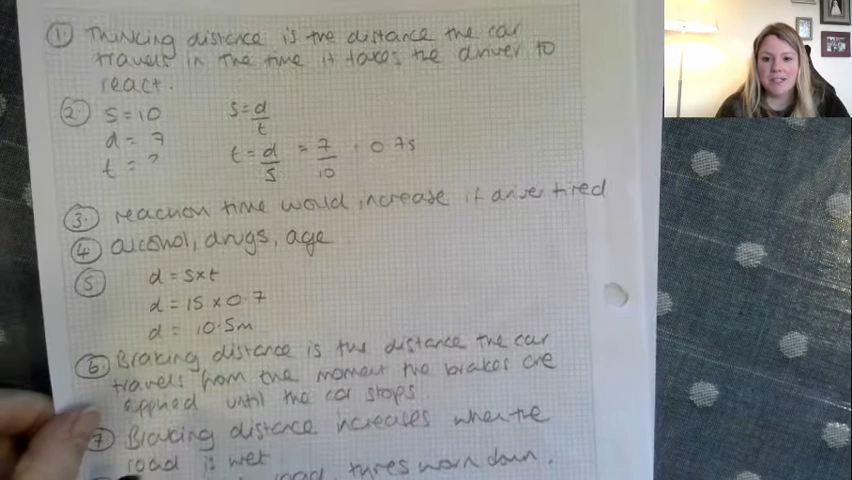 ① Thinking distance is the distance the car
travels in the time it takes the driver to
react.
② s = 10 s = d/t
d = 7
t = ? t = d/s = 7/10 = 0.7s
③ reaction time would increase if driver tired
④ alcohol, drugs, age
⑤ d = s x t
d = 15 x 0.7
d = 10.5m
⑥ Braking distance is the distance the car
travels from the moment the brakes are
applied until the car stops.
⑦ Braking distance increases when the
road is wet
road, tyres worn down.